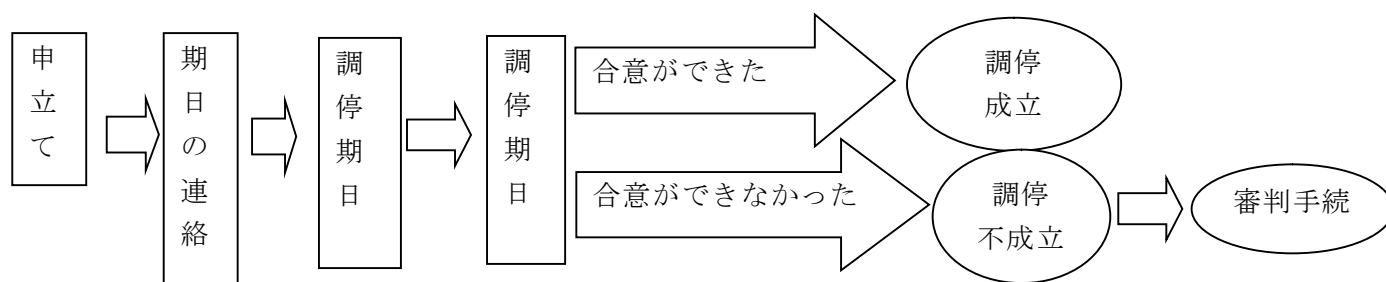 申立て
期日の連絡
調停期日
調停期日
合意ができた
調停
成立
合意ができなかった
調停
不成立
審判手続